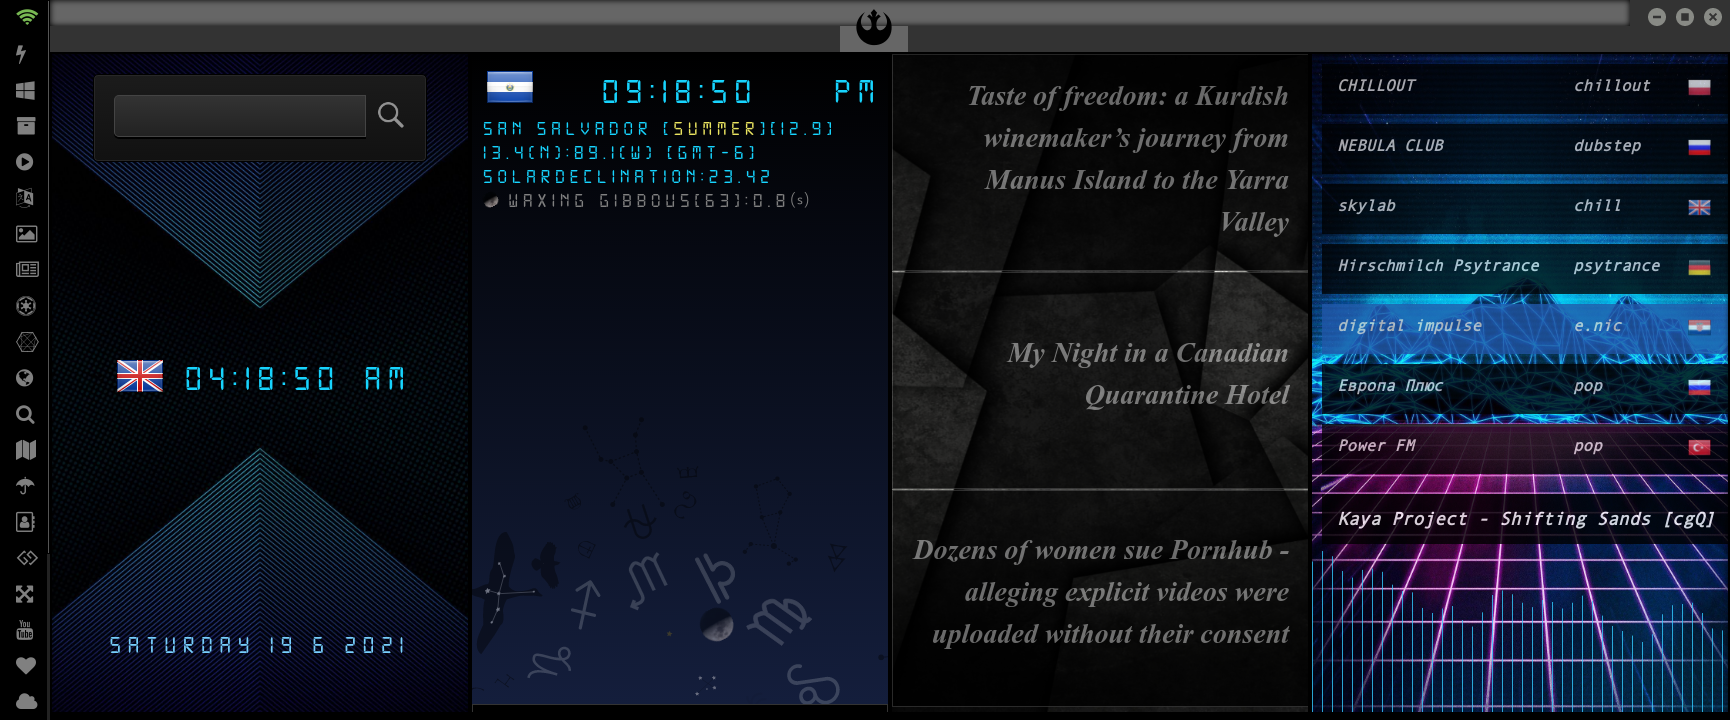 04:18:50 AM
SATURDAY 19 6 2021
09:18:50 PM
SAN SALVADOR [SUMMER][12.9]
13.4(N):89.1(W) [GMT-6]
SOLARDECLINATION:23.42
WAXING GIBBOUS[63]:0.8(s)
Taste of freedom: a Kurdish
winemaker’s journey from
Manus Island to the Yarra
Valley
My Night in a Canadian
Quarantine Hotel
Dozens of women sue Pornhub -
alleging explicit videos were
uploaded without their consent
CHILLOUT chillout
NEBULA CLUB dubstep
skylab chill
Hirschmilch Psytrance psytrance
digital impulse e.nic
Европа Плюс pop
Power FM pop
Kaya Project - Shifting Sands [cgQ]
You
Tube